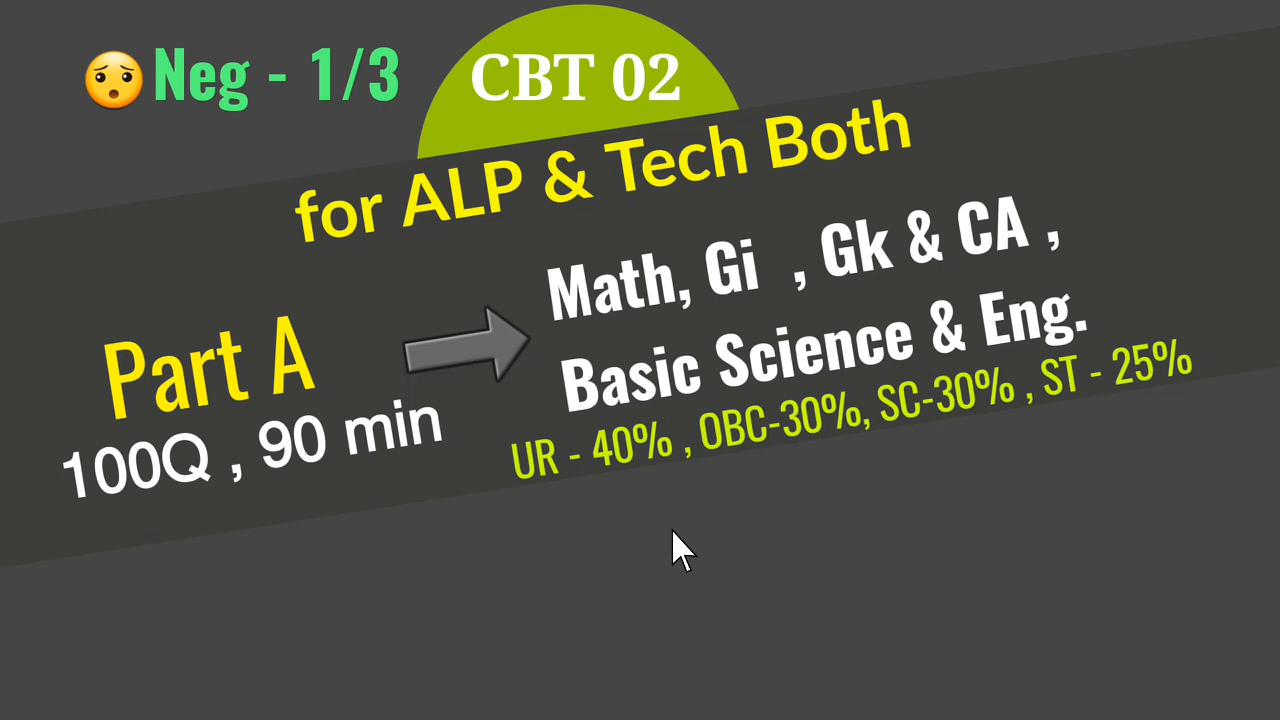 Neg - 1/3
CBT 02
for ALP & Tech Both
Math, Gi , Gk & CA ,
Part A
Basic Science & Eng.
100Q , 90 min
UR - 40% , OBC-30%, SC-30% , ST - 25%